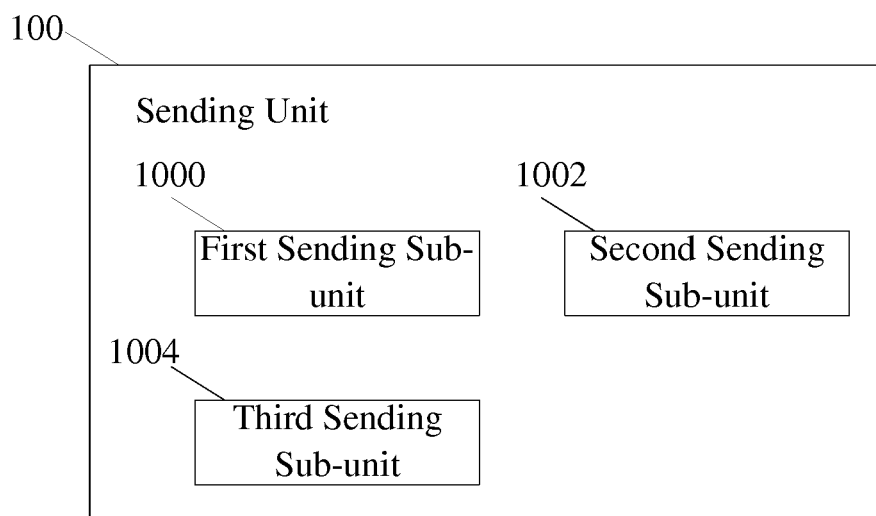 100
Sending Unit
1000
1002
First Sending Sub-
unit
Second Sending
Sub-unit
1004
Third Sending
Sub-unit